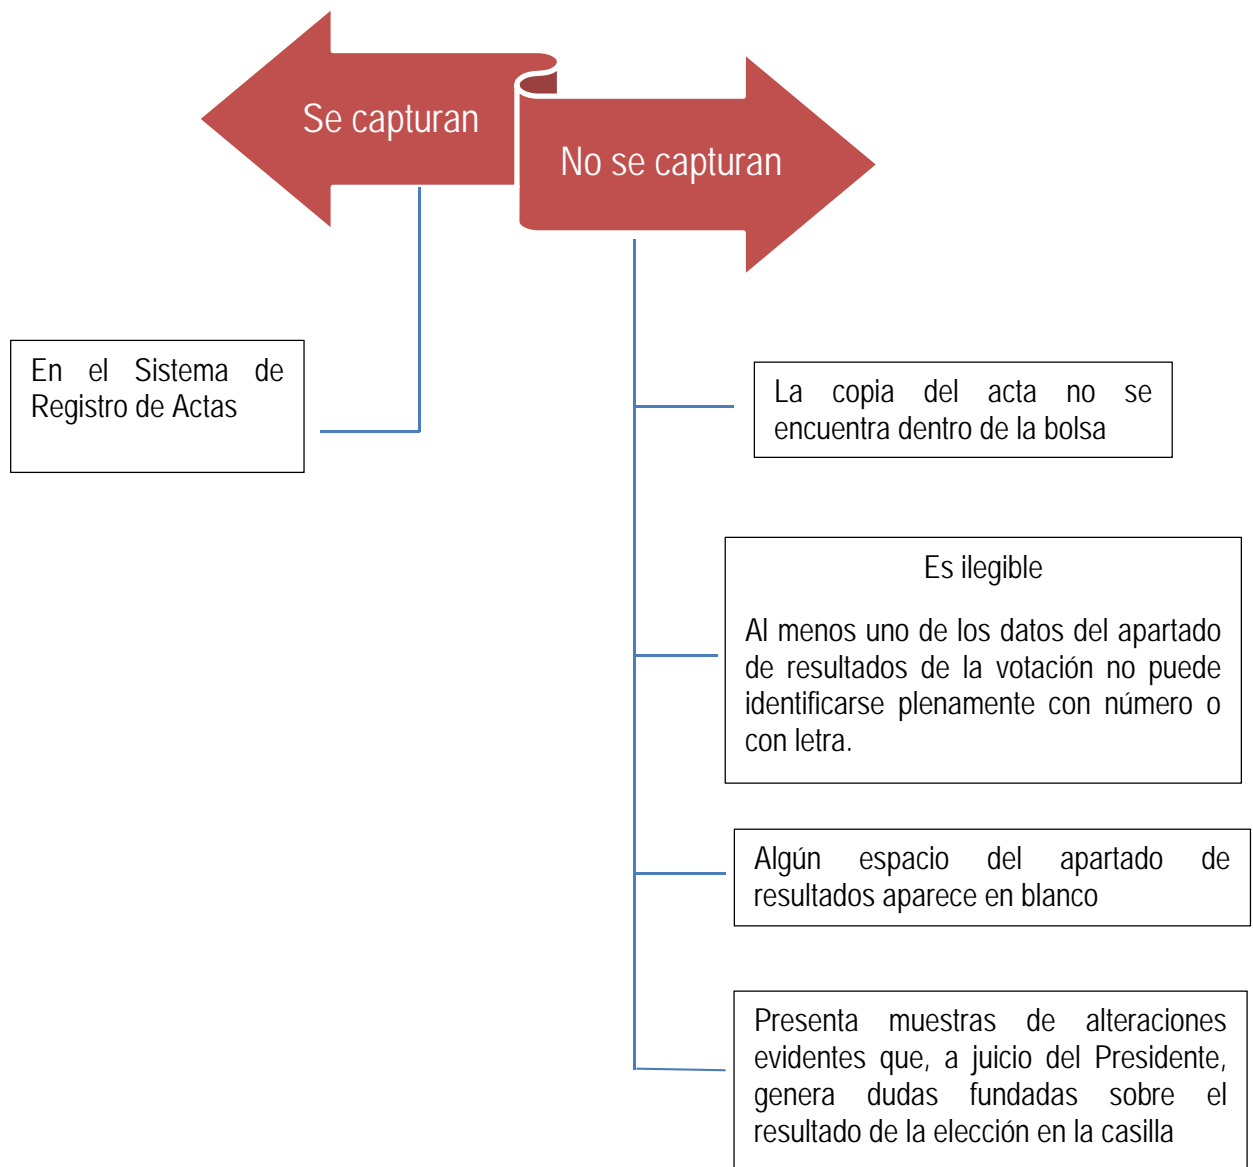 Se capturan
No se capturan
En el Sistema de
Registro de Actas
La copia del acta no se
encuentra dentro de la bolsa
Es ilegible
Al menos uno de los datos del apartado
de resultados de la votación no puede
identificarse plenamente con número o
con letra.
Algún espacio del apartado de
resultados aparece en blanco
Presenta muestras de alteraciones
evidentes que, a juicio del Presidente,
genera dudas fundadas sobre el
resultado de la elección en la casilla